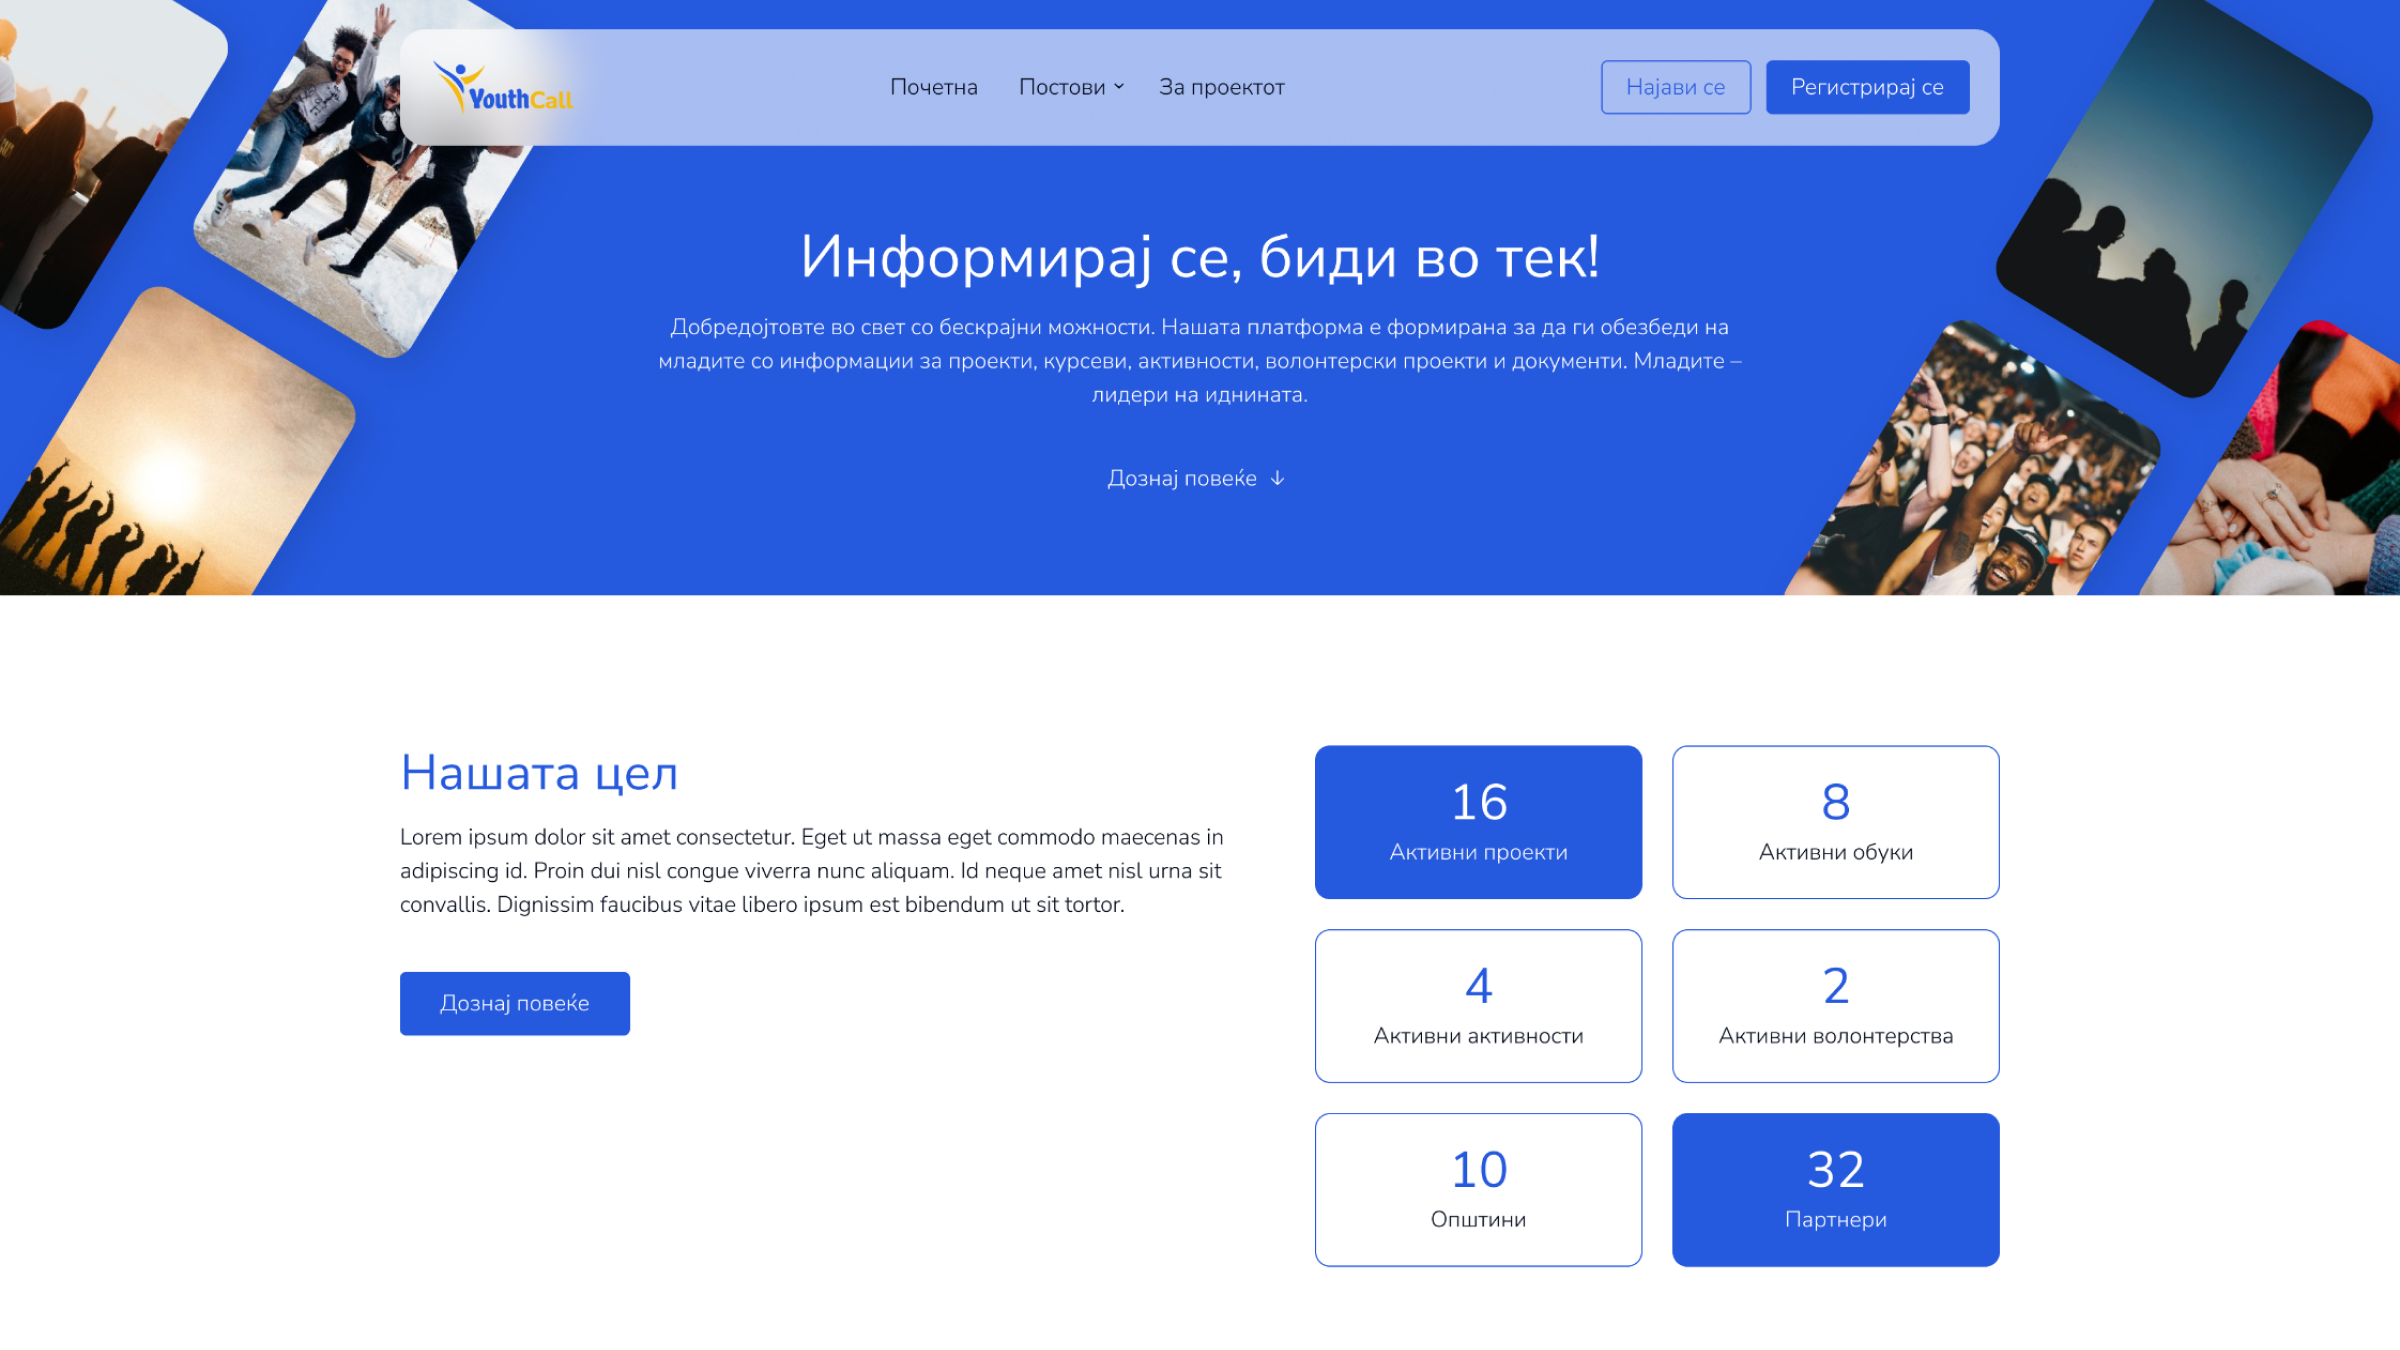 YouthCall
Почетна
Постови
За проектот
Најави се
Регистрирај се
Информирај се, биди во тек!
Добредојтовте во свет со бескрајни можности. Нашата платформа е формирана за да ги обезбеди на
младите со информации за проекти, курсеви, активности, волонтерски проекти и документи. Младите –
лидери на иднината.
Дознај повеќе ↓
Нашата цел
Lorem ipsum dolor sit amet consectetur. Eget ut massa eget commodo maecenas in
adipiscing id. Proin dui nisl congue viverra nunc aliquam. Id neque amet nisl urna sit
convallis. Dignissim faucibus vitae libero ipsum est bibendum ut sit tortor.
Дознај повеќе
16
Активни проекти
8
Активни обуки
4
Активни активности
2
Активни волонтерства
10
Општини
32
Партнери